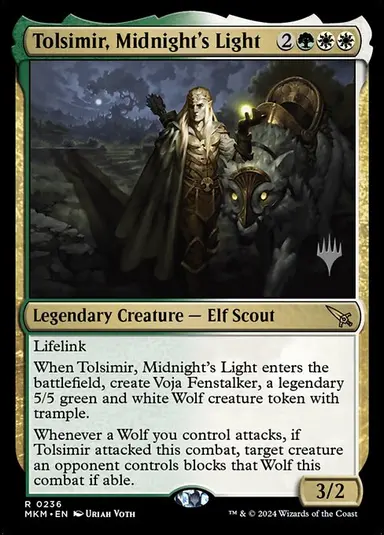 Tolsimir, Midnight's Light 2
Legendary Creature — Elf Scout
Lifelink
When Tolsimir, Midnight's Light enters the
battlefield, create Voja Fenstalker, a legendary
5/5 green and white Wolf creature token with
trample.
Whenever a Wolf you control attacks, if
Tolsimir attacked this combat, target creature
an opponent controls blocks that Wolf this
combat if able.
3/2
R 0236
MKM • EN Uriah Voth
™ & © 2024 Wizards of the Coast